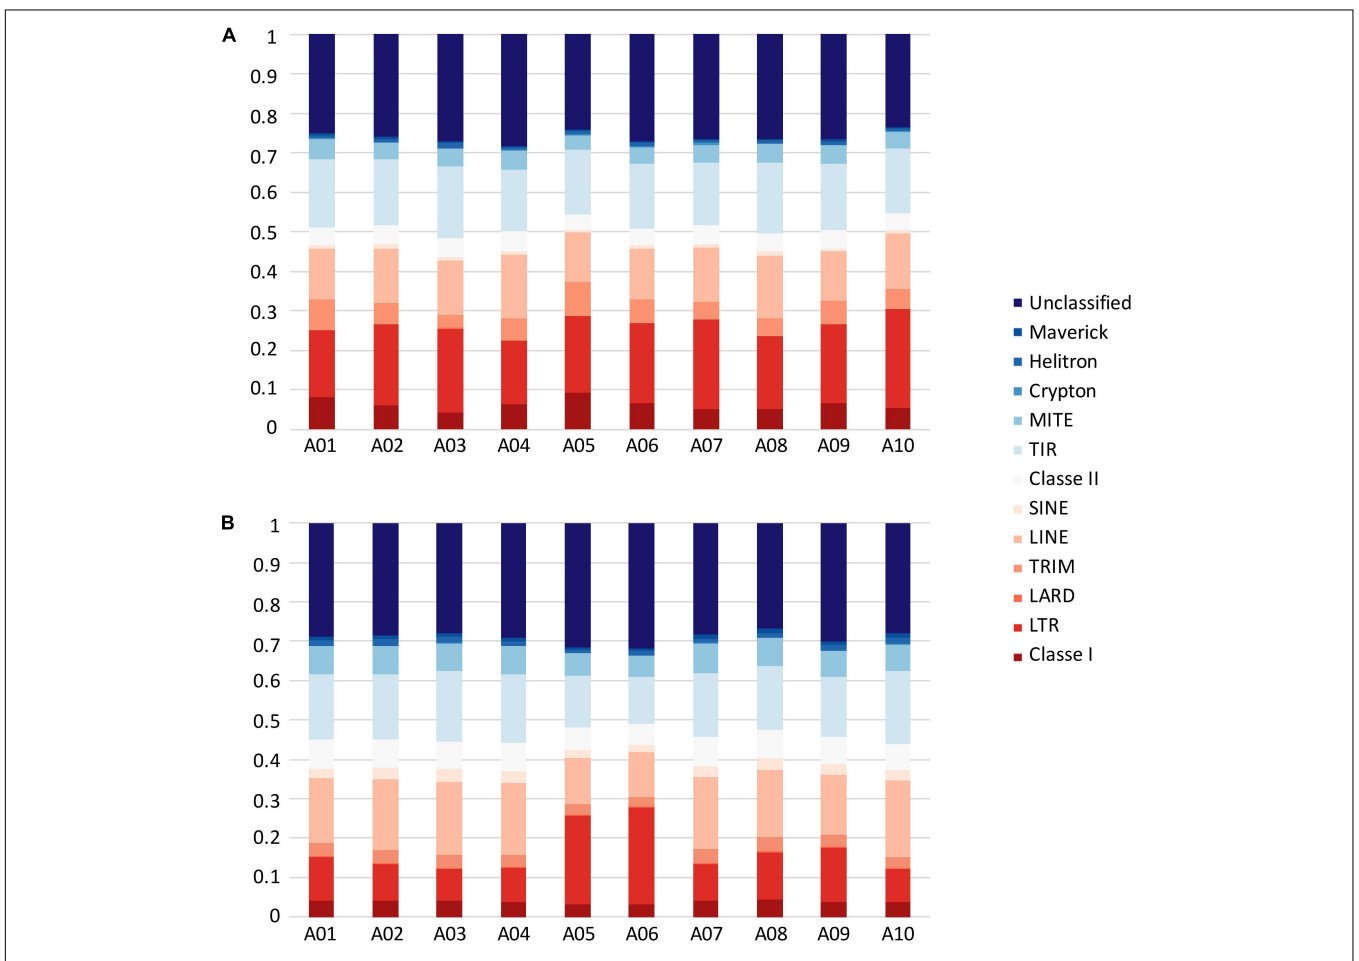 A
1
0.9
0.8
0.7
0.6
0.5
0.4
0.3
0.2
0.1
0
A01 A02 A03 A04 A05 A06 A07 A08 A09 A10
Unclassified
Maverick
Helitron
Crypton
MITE
TIR
Classe II
SINE
LINE
TRIM
LARD
LTR
Classe I
B
1
0.9
0.8
0.7
0.6
0.5
0.4
0.3
0.2
0.1
0
A01 A02 A03 A04 A05 A06 A07 A08 A09 A10